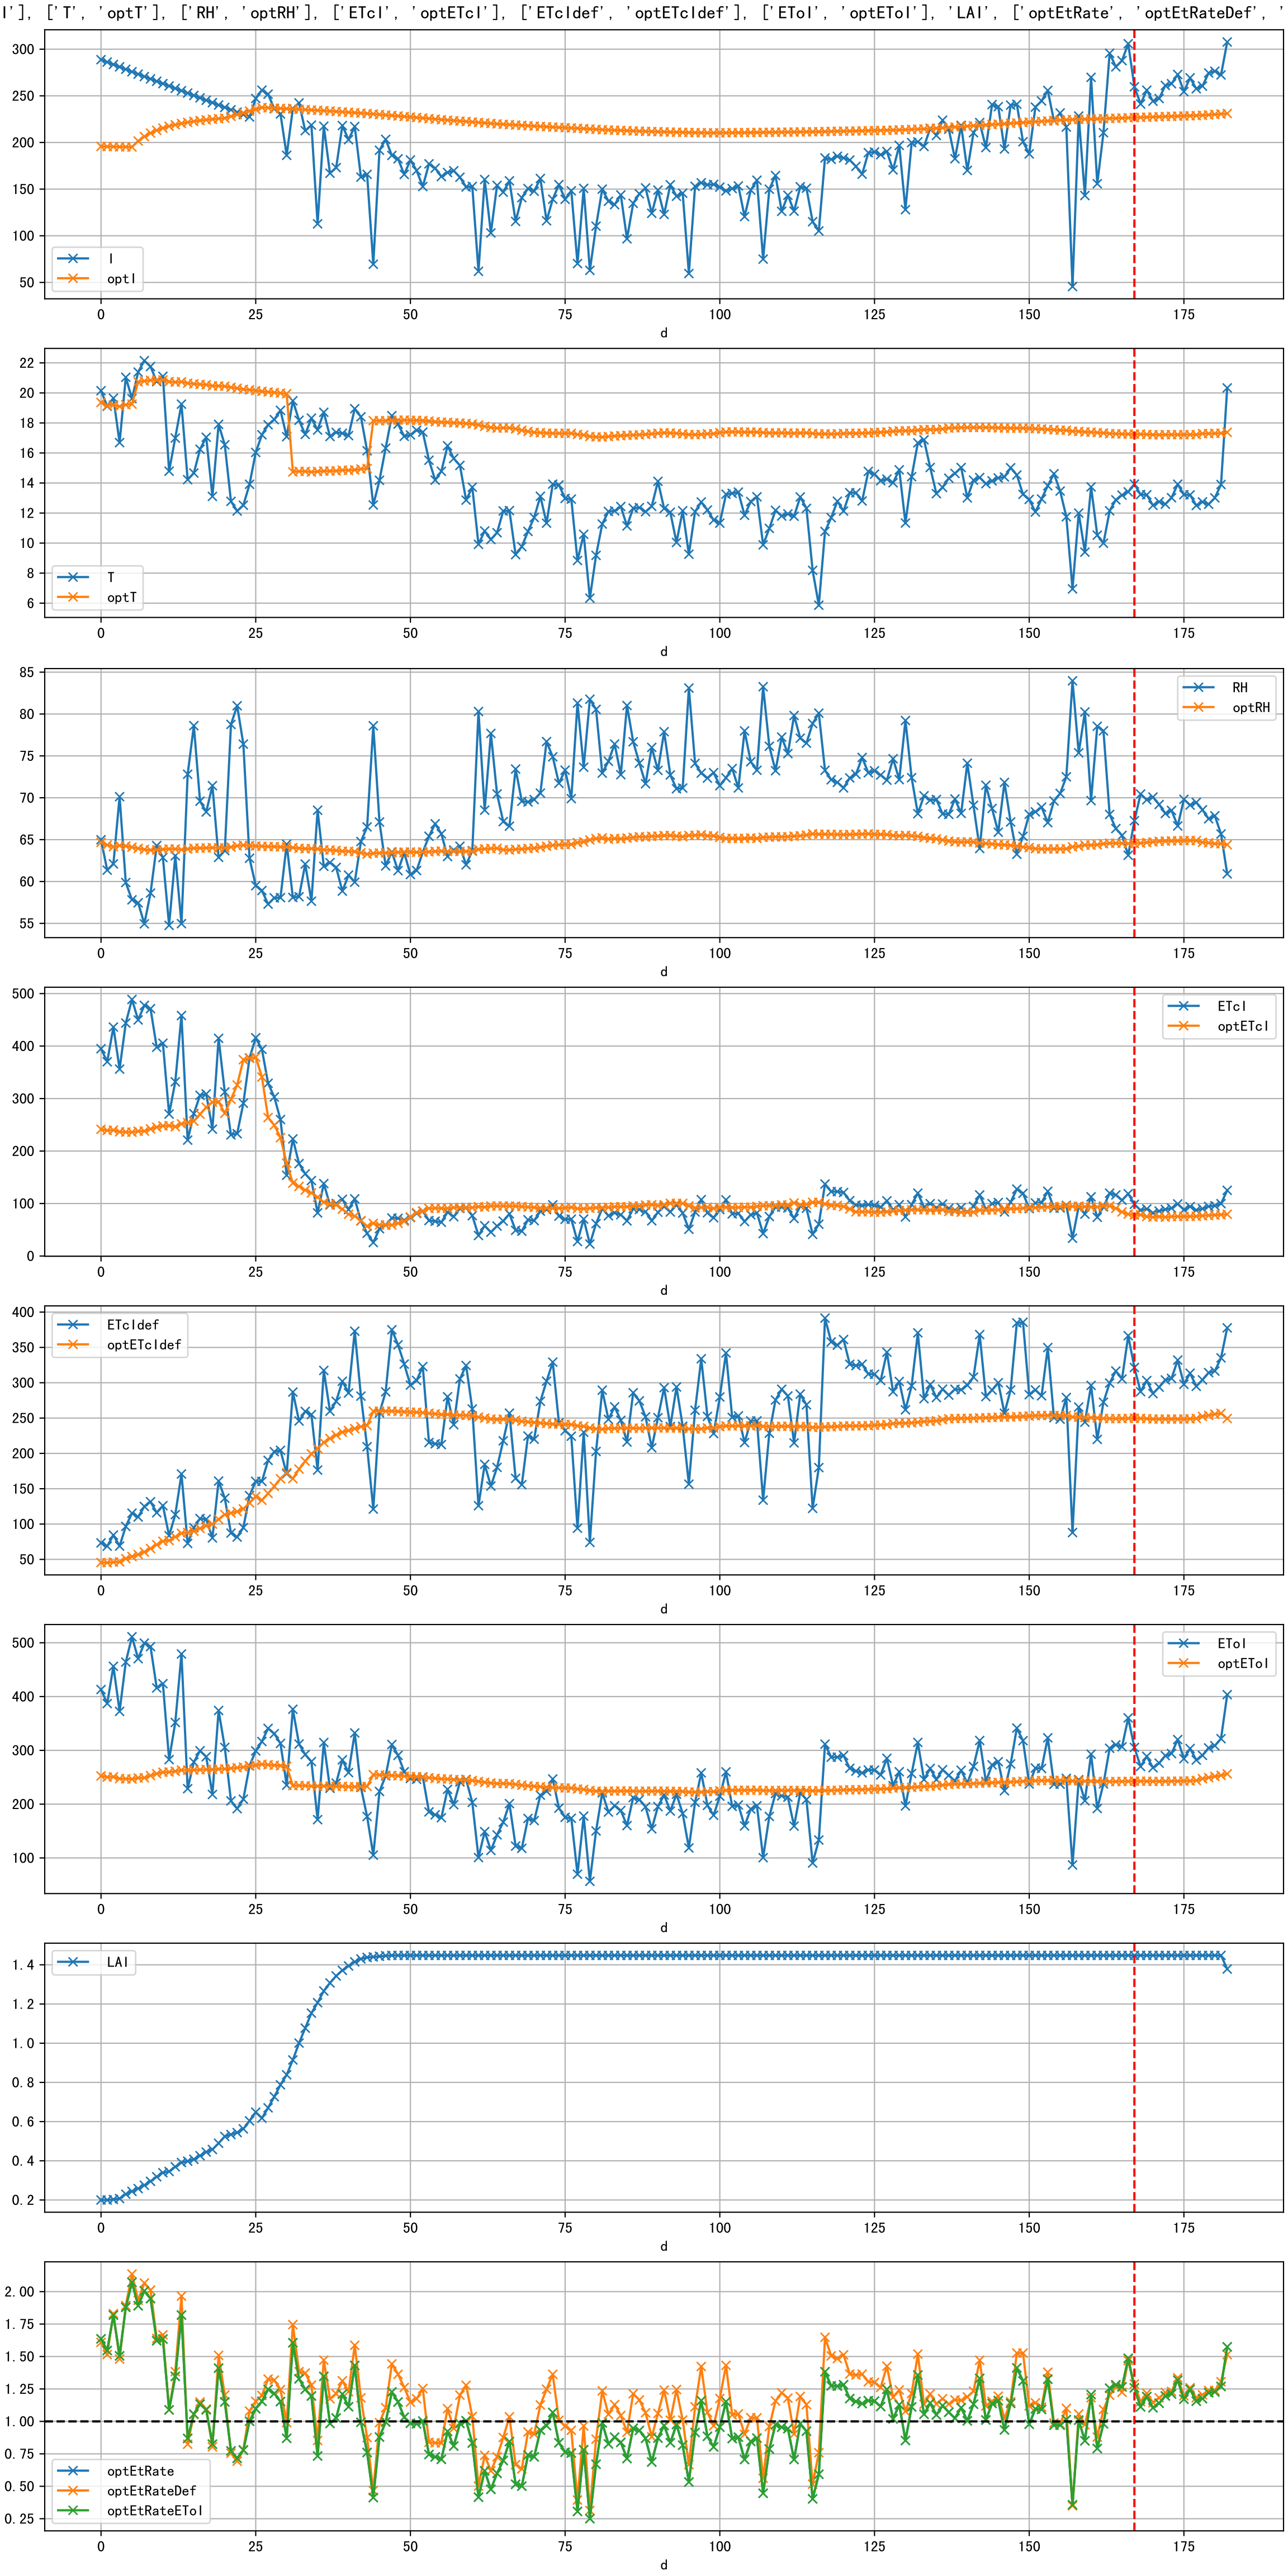 I'], ['T', 'optT'], ['RH', 'optRH'], ['ETcI', 'optETcI'], ['ETcIdef', 'optETcIdef'], ['EToI', 'optEToI'], 'LAI', ['optEtRate', 'optEtRateDef', '
300
250
200
150
100
50
I
optI
0 25 50 75 100 125 150 175
d
22
20
18
16
14
12
10
8
6
T
optT
0 25 50 75 100 125 150 175
d
85
80
75
70
65
60
55
RH
optRH
0 25 50 75 100 125 150 175
d
500
400
300
200
100
0
ETcI
optETcI
0 25 50 75 100 125 150 175
d
400
350
300
250
200
150
100
50
ETcIdef
optETcIdef
0 25 50 75 100 125 150 175
d
500
400
300
200
100
EToI
optEToI
0 25 50 75 100 125 150 175
d
1.4
1.2
1.0
0.8
0.6
0.4
0.2
LAI
0 25 50 75 100 125 150 175
d
2.00
1.75
1.50
1.25
1.00
0.75
0.50
0.25
optEtRate
optEtRateDef
optEtRateEToI
0 25 50 75 100 125 150 175
d